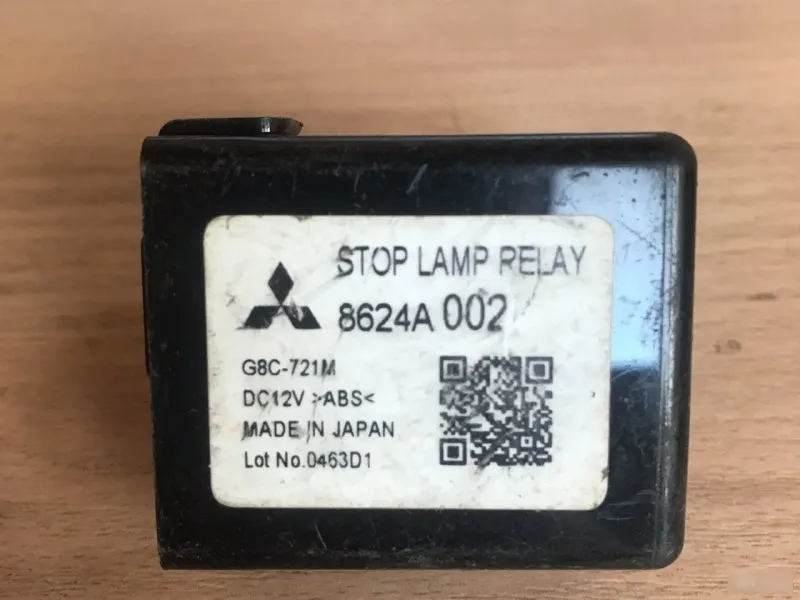 STOP LAMP RELAY
8624A 002
G8C-721M
DC12V >ABS<
MADE IN JAPAN
Lot No.0463D1